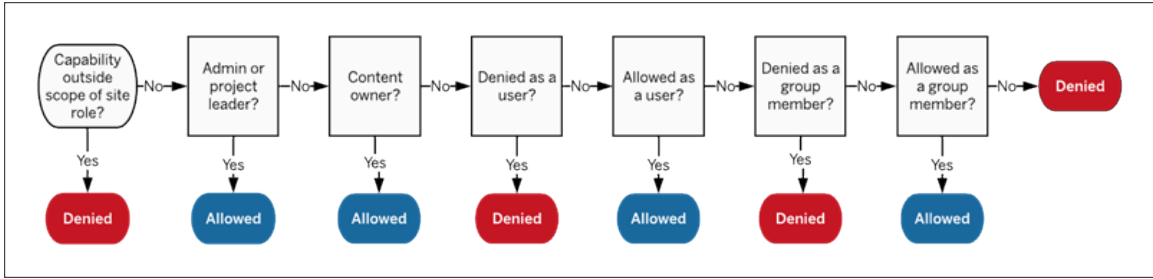 Capability
outside
scope of site
role?
No
Admin or
project
leader?
No
Content
owner?
No
Denied as a
user?
No
Allowed as
a user?
No
Denied as a
group
member?
No
Allowed as
a group
member?
No
Denied
Yes
Yes
Yes
Yes
Yes
Yes
Yes
Denied
Allowed
Allowed
Denied
Allowed
Denied
Allowed